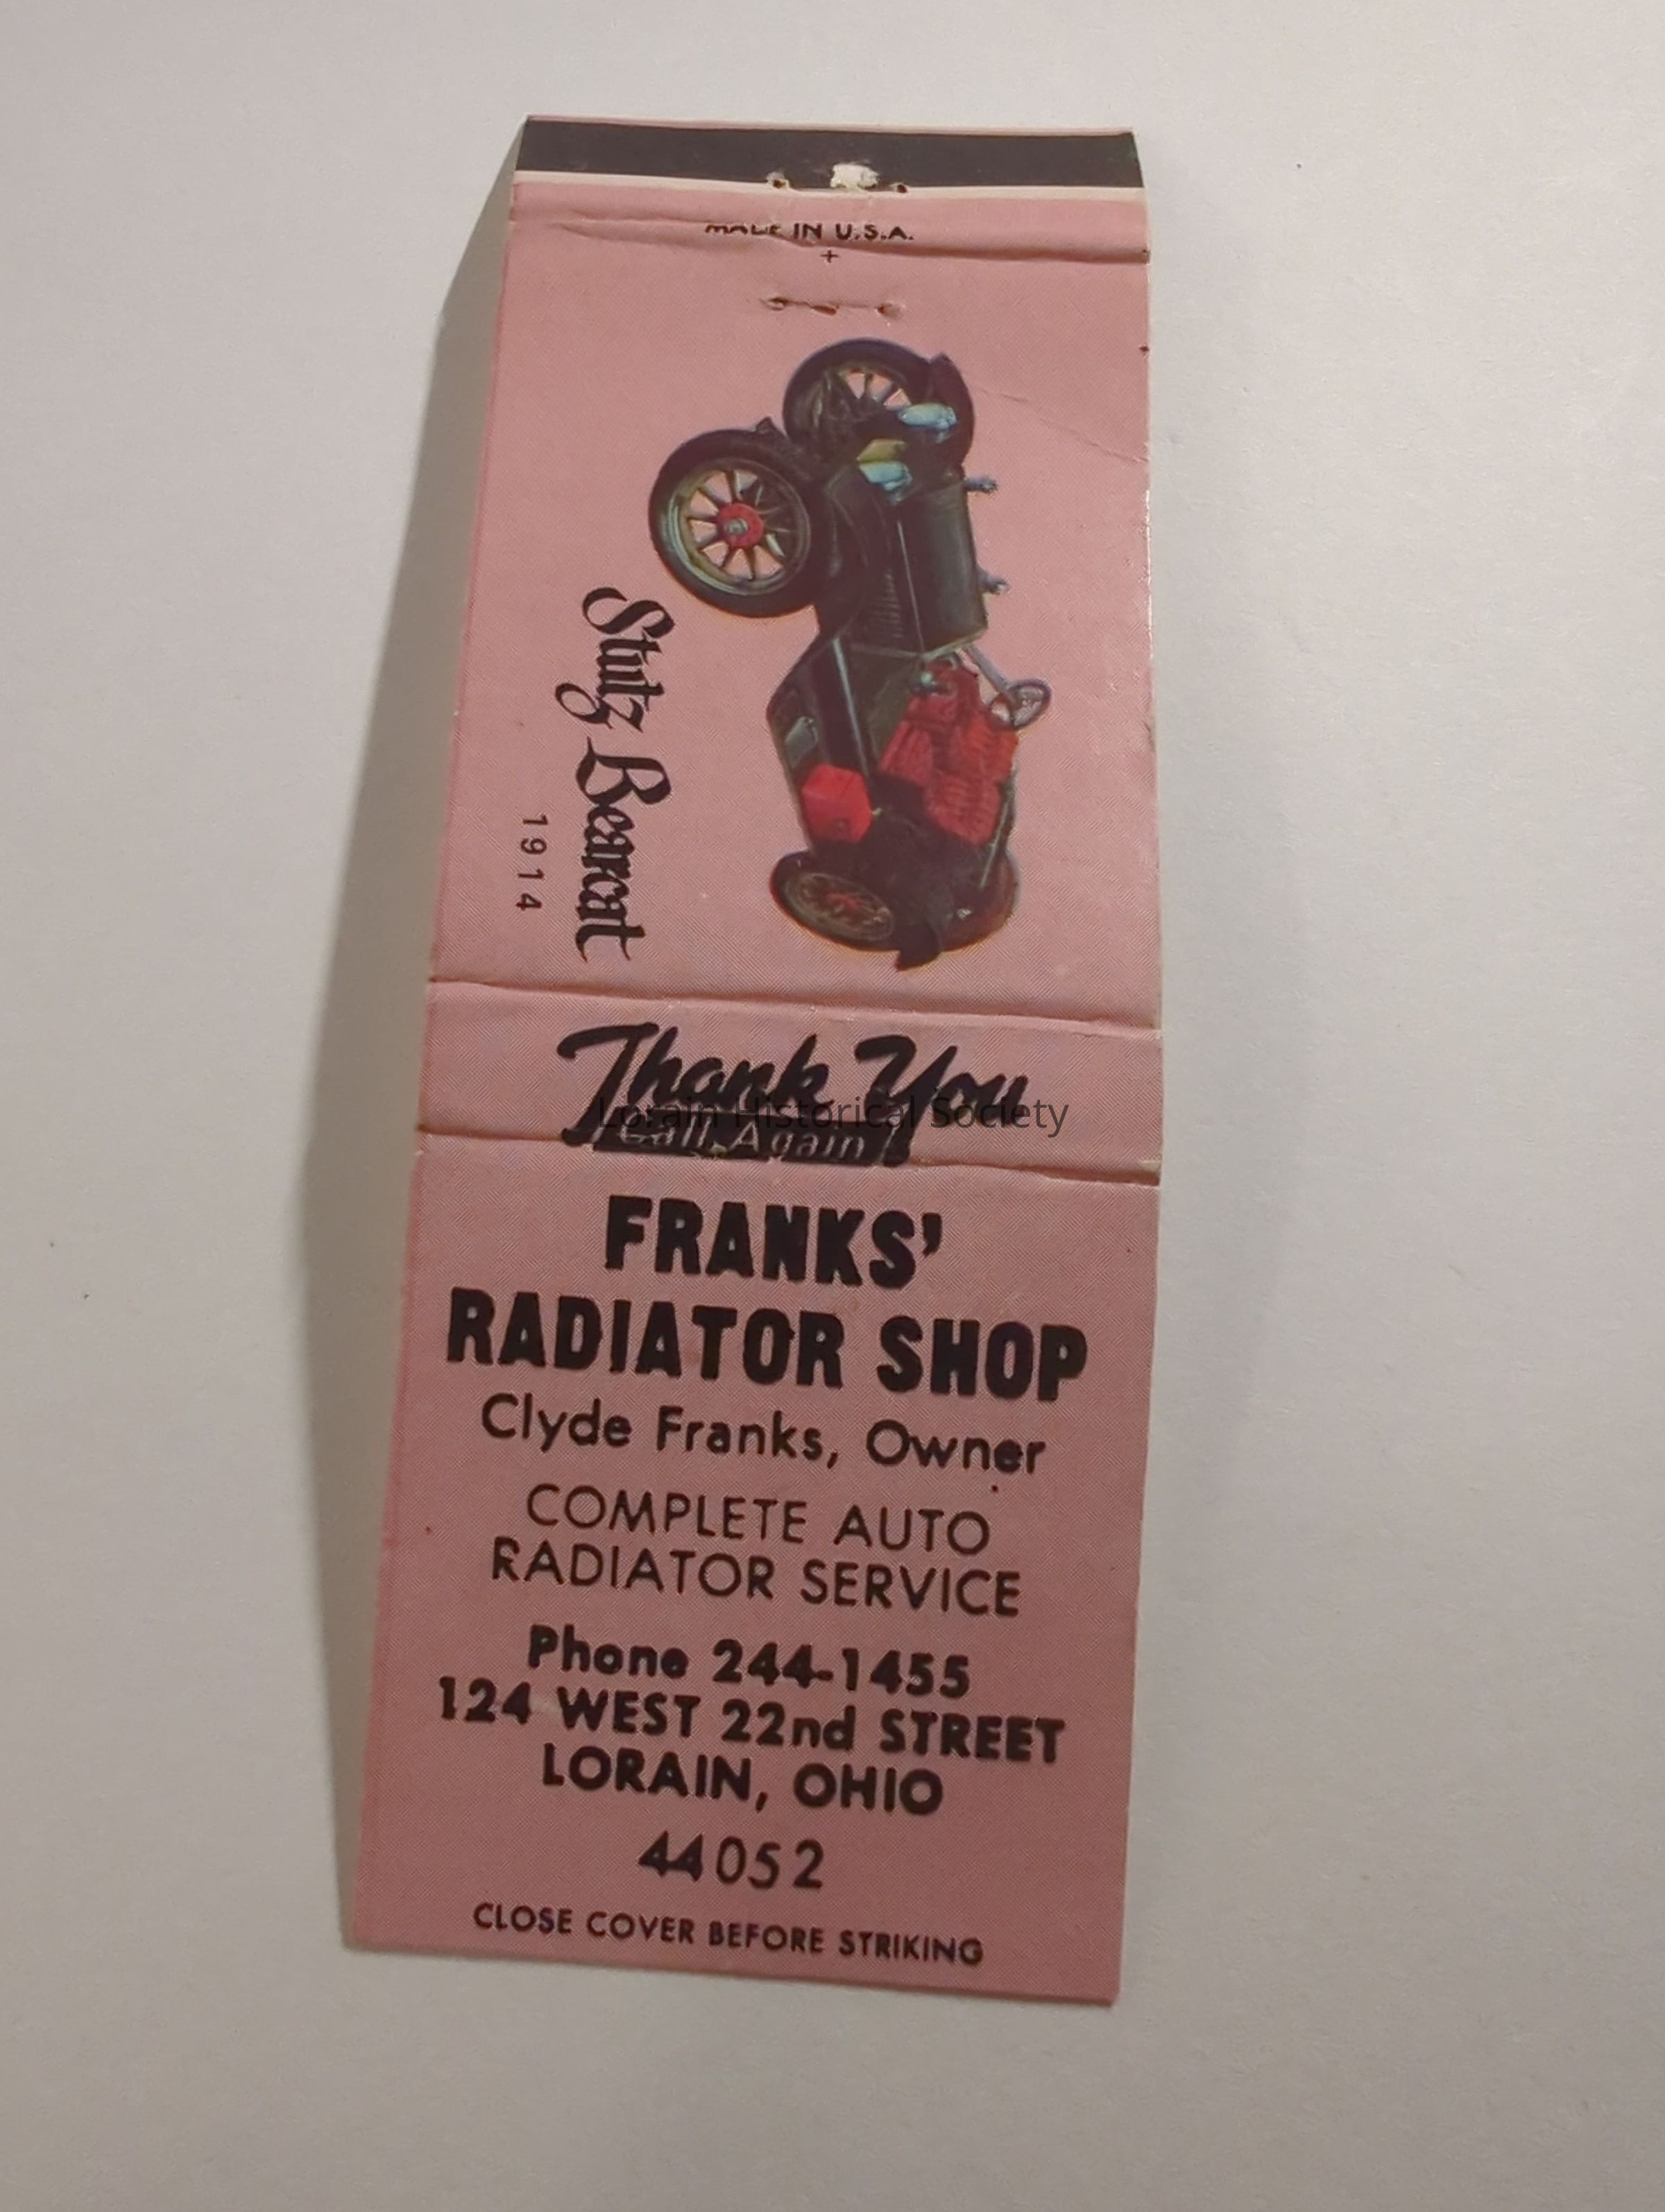 MADE IN U.S.A.
Stutz Bearcat
1914
Thank You
Call Again!
Lorain Historical Society
FRANKS'
RADIATOR SHOP
Clyde Franks, Owner
COMPLETE AUTO
RADIATOR SERVICE
Phone 244-1455
124 WEST 22nd STREET
LORAIN, OHIO
44052
CLOSE COVER BEFORE STRIKING